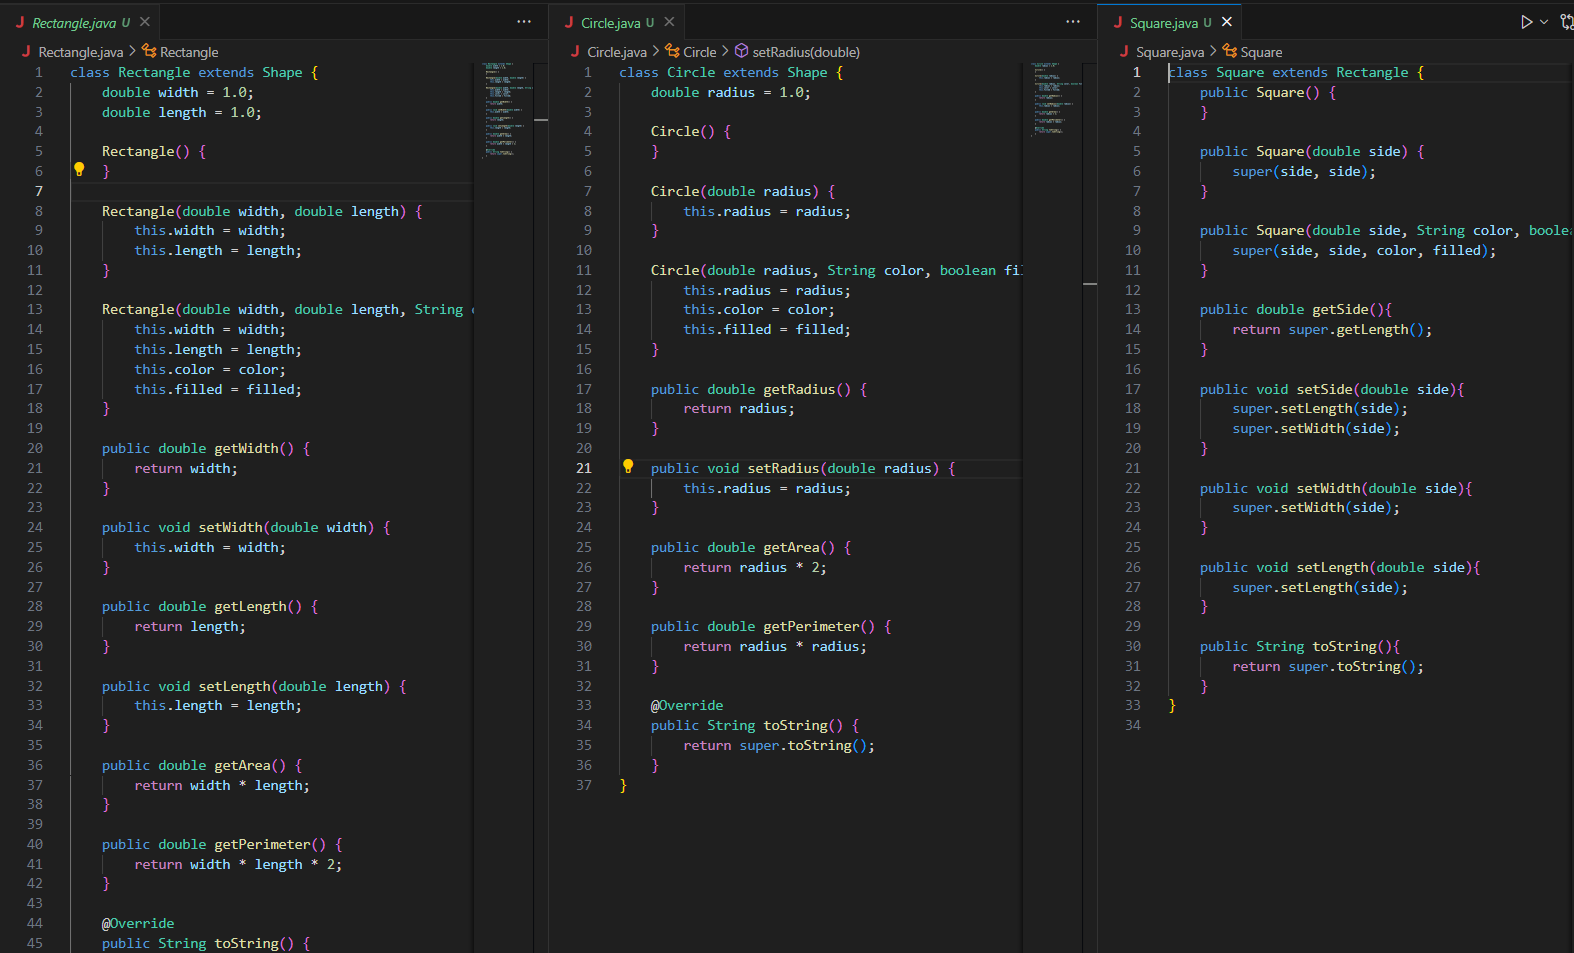 J Rectangle.java U ×
J Rectangle.java > Rectangle
1 class Rectangle extends Shape {
2 double width = 1.0;
3 double length = 1.0;
4
5 Rectangle() {
6 }
7
8 Rectangle(double width, double length) {
9 this.width = width;
10 this.length = length;
11 }
12
13 Rectangle(double width, double length, String
14 this.width = width;
15 this.length = length;
16 this.color = color;
17 this.filled = filled;
18 }
19
20 public double getWidth() {
21 return width;
22 }
23
24 public void setWidth(double width) {
25 this.width = width;
26 }
27
28 public double getLength() {
29 return length;
30 }
31
32 public void setLength(double length) {
33 this.length = length;
34 }
35
36 public double getArea() {
37 return width * length;
38 }
39
40 public double getPerimeter() {
41 return width * length * 2;
42 }
43
44 @Override
45 public String toString() {
J Circle.java U ×
J Circle.java > Circle > setRadius(double)
1 class Circle extends Shape {
2 double radius = 1.0;
3
4 Circle() {
5 }
6
7 Circle(double radius) {
8 this.radius = radius;
9 }
10
11 Circle(double radius, String color, boolean fil
12 this.radius = radius;
13 this.color = color;
14 this.filled = filled;
15 }
16
17 public double getRadius() {
18 return radius;
19 }
20
21 public void setRadius(double radius) {
22 this.radius = radius;
23 }
24
25 public double getArea() {
26 return radius * 2;
27 }
28
29 public double getPerimeter() {
30 return radius * radius;
31 }
32
33 @Override
34 public String toString() {
35 return super.toString();
36 }
37 }
J Square.java U ×
J Square.java > Square
1 class Square extends Rectangle {
2 public Square() {
3 }
4
5 public Square(double side) {
6 super(side, side);
7 }
8
9 public Square(double side, String color, boolea
10 super(side, side, color, filled);
11 }
12
13 public double getSide(){
14 return super.getLength();
15 }
16
17 public void setSide(double side){
18 super.setLength(side);
19 super.setWidth(side);
20 }
21
22 public void setWidth(double side){
23 super.setWidth(side);
24 }
25
26 public void setLength(double side){
27 super.setLength(side);
28 }
29
30 public String toString(){
31 return super.toString();
32 }
33 }
34